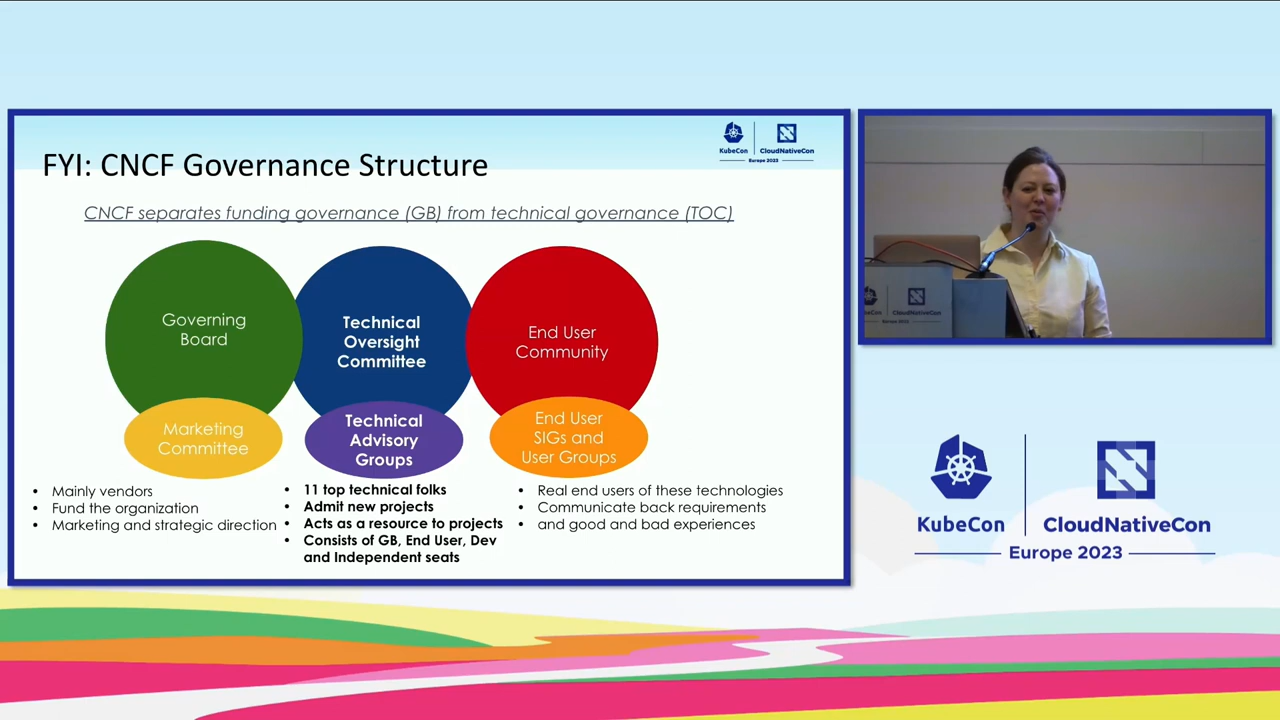 FYI: CNCF Governance Structure
KubeCon
CloudNativeCon
Europe 2023
CNCF separates funding governance (GB) from technical governance (TOC)
Governing
Board
Technical
Oversight
Committee
End User
Community
Marketing
Committee
Technical
Advisory
Groups
End User
SIGs and
User Groups
• Mainly vendors
• Fund the organization
• Marketing and strategic direction
• 11 top technical folks
• Admit new projects
• Acts as a resource to projects
• Consists of GB, End User, Dev
and Independent seats
• Real end users of these technologies
• Communicate back requirements
• and good and bad experiences
CloudNativeCon
Europe 2023
KubeCon
CloudNativeCon
Europe 2023